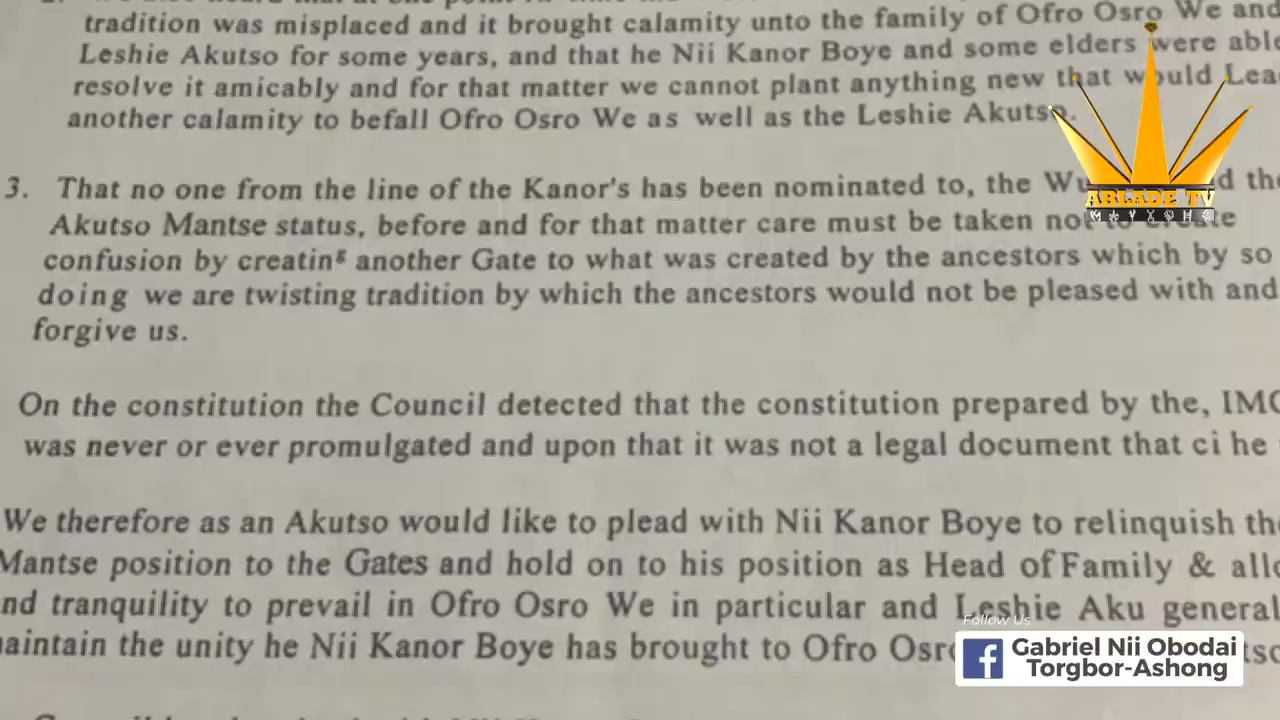 tradition was misplaced and it brought calamity unto the family of Ofro Osro We and
Leshie Akutso for some years, and that he Nii Kanor Boye and some elders were able
resolve it amicably and for that matter we cannot plant anything new that would Lea
another calamity to befall Ofro Osro We as well as the Leshie Akutso.
3. That no one from the line of the Kanor's has been nominated to, the Wu d the
Akutso Mantse status, before and for that matter care must be taken not to create
confusion by creating another Gate to what was created by the ancestors which by so
doing we are twisting tradition by which the ancestors would not be pleased with and
forgive us.
On the constitution the Council detected that the constitution prepared by the, IMC
was never or ever promulgated and upon that it was not a legal document that ci he
We therefore as an Akutso would like to plead with Nii Kanor Boye to relinquish the
Mantse position to the Gates and hold on to his position as Head of Family & allo
nd tranquility to prevail in Ofro Osro We in particular and Leshie Aku general
aintain the unity he Nii Kanor Boye has brought to Ofro Osro tso
ABLADE TV
Follow Us
Gabriel Nii Obodai
Torgbor-Ashong